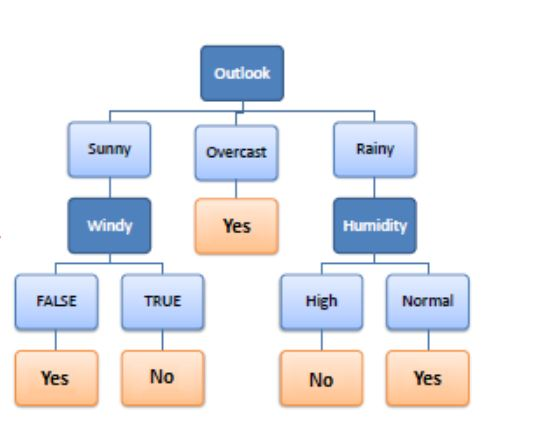 Outlook
Sunny
Overcast
Rainy
Windy
Yes
Humidity
FALSE
TRUE
High
Normal
Yes
No
No
Yes